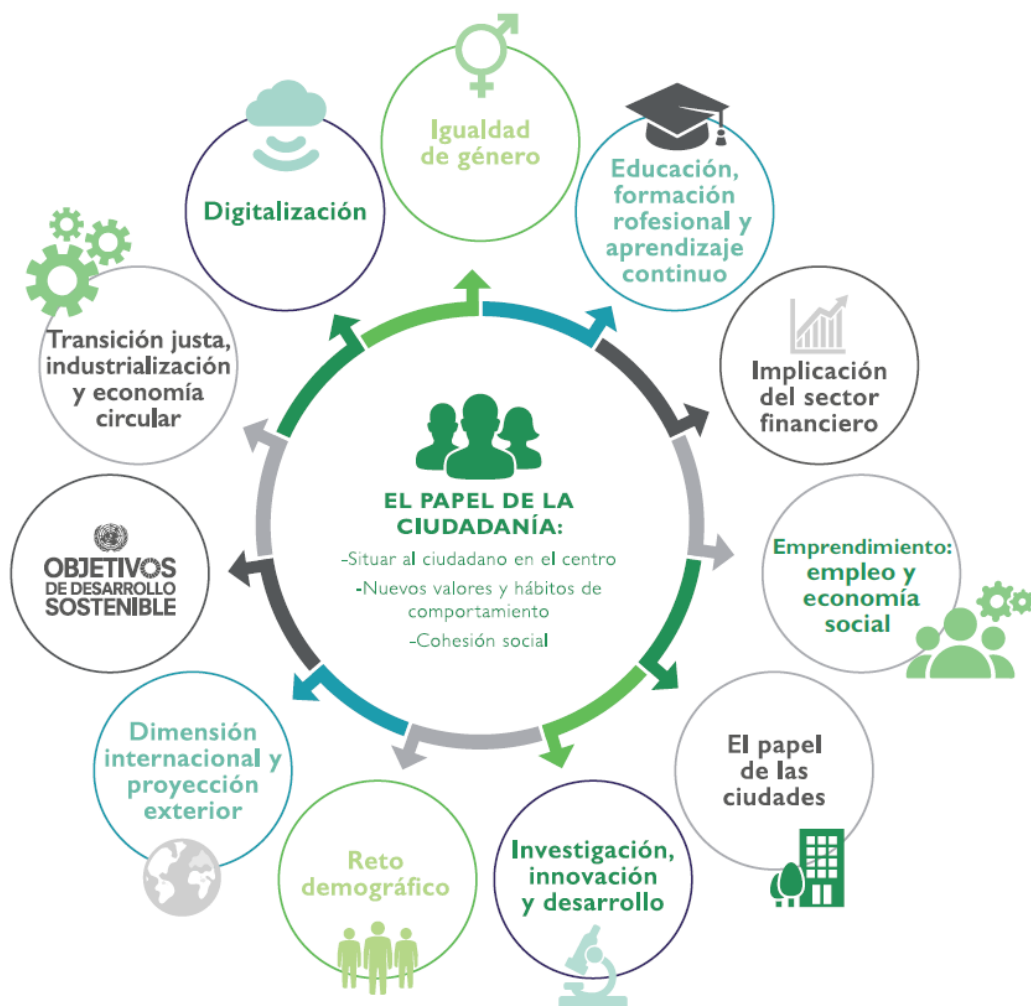 Igualdad
de género
Educación,
formación
rofesional y
aprendizaje
continuo
Implicación
del sector
financiero
Emprendimiento:
empleo y
economía
social
El papel
de las
ciudades
Investigación,
innovación
y desarrollo
Reto
demográfico
Dimensión
internacional y
proyección
exterior
OBJETIVOS
DE DESARROLLO
SOSTENIBLE
Transición justa,
industrialización
y economía
circular
Digitalización
EL PAPEL DE LA
CIUDADANÍA:
-Situar al ciudadano en el centro
-Nuevos valores y hábitos de
comportamiento
-Cohesión social